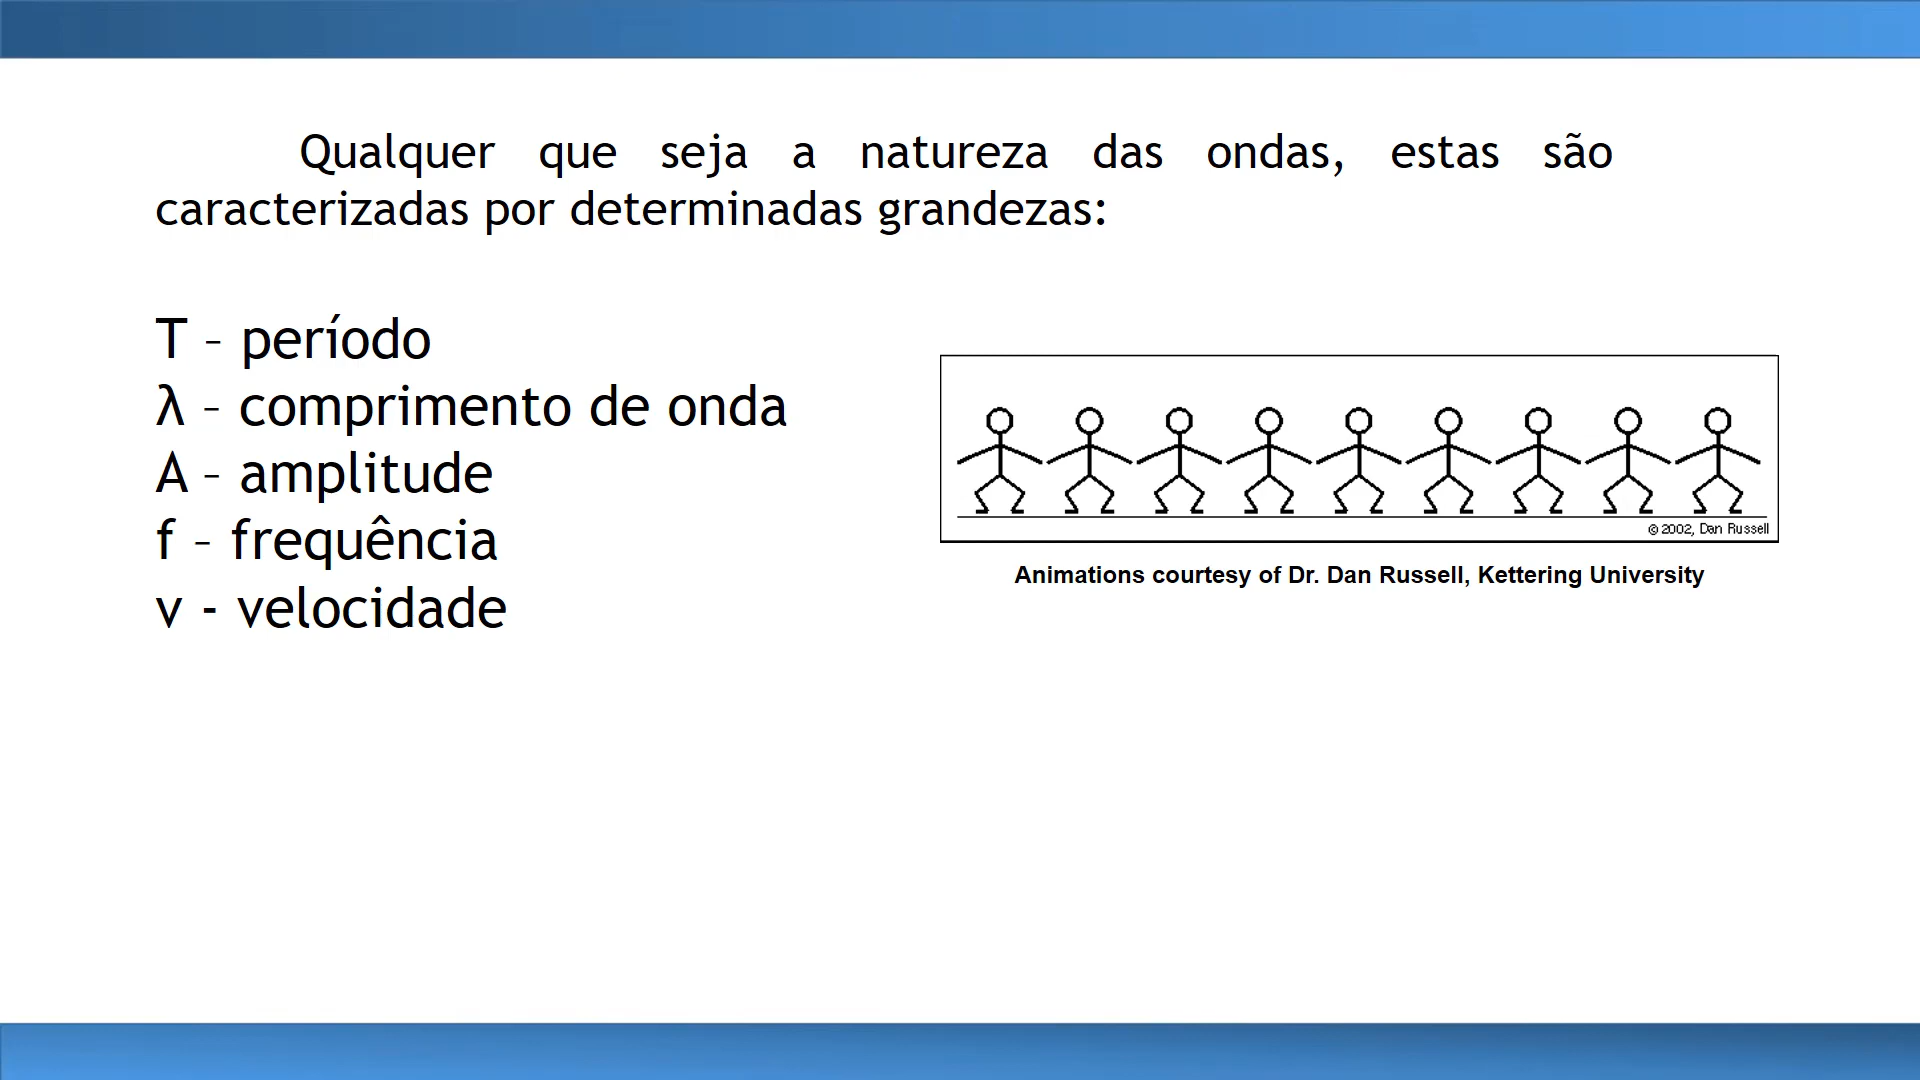 Qualquer que seja a natureza das ondas, estas são
caracterizadas por determinadas grandezas:
T – período
λ – comprimento de onda
A – amplitude
f – frequência
v - velocidade
© 2002, Dan Russell
Animations courtesy of Dr. Dan Russell, Kettering University